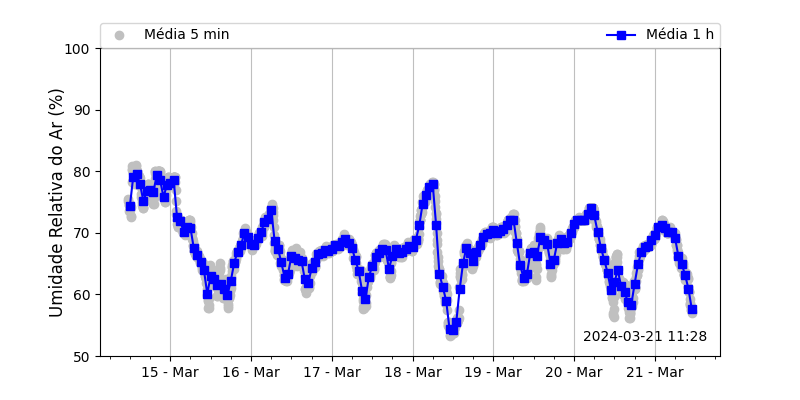 Média 5 min
Média 1 h
Umidade Relativa do Ar (%)
100
90
80
70
60
50
2024-03-21 11:28
15 - Mar
16 - Mar
17 - Mar
18 - Mar
19 - Mar
20 - Mar
21 - Mar